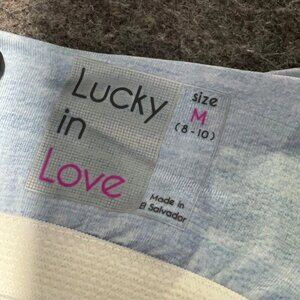 Lucky
in
Love
size
M
(8-10)
Made in
El Salvador